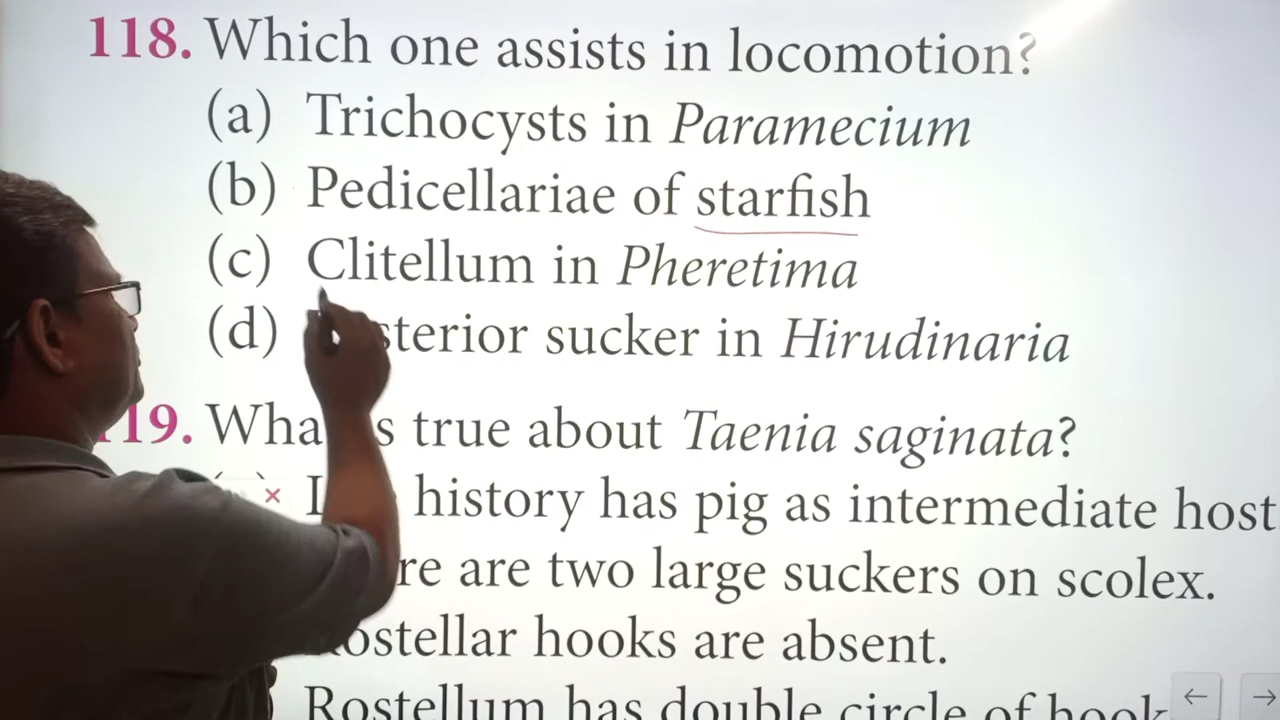 118. Which one assists in locomotion?
(a) Trichocysts in Paramecium
(b) Pedicellariae of starfish
(c) Clitellum in Pheretima
(d) sterior sucker in Hirudinaria
19. Wha s true about Taenia saginata?
× history has pig as intermediate host
re are two large suckers on scolex.
ostellar hooks are absent.
Rostellum has double circle of hook